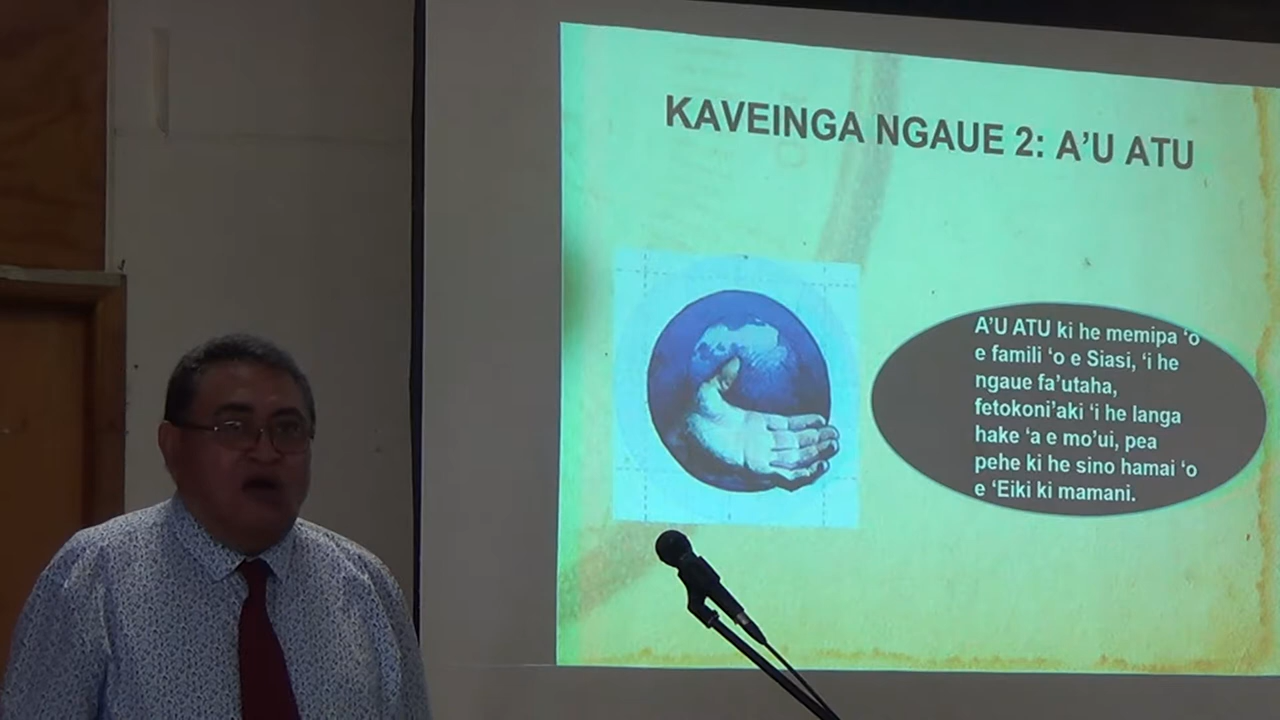 KAVEINGA NGAUE 2: A’U ATU
A’U ATU ki he memipa ‘o
e famili ‘o e Siasi, ‘i he
ngaue fa’utaha,
fetokoni’aki ‘i he langa
hake ‘a e mo’ui, pea
pehe ki he sino hamai ‘o
e ‘Eiki ki mamani.